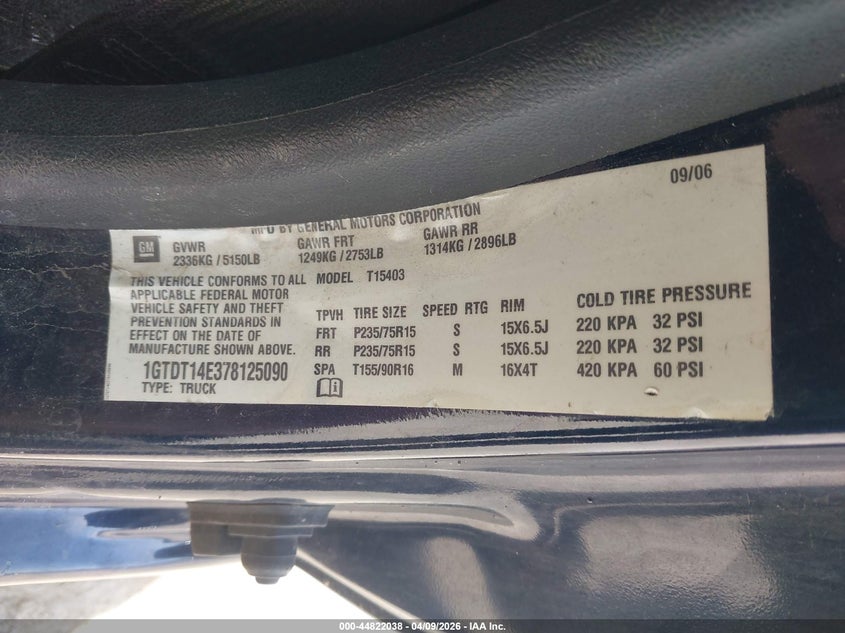 09/06
MFD BY GENERAL MOTORS CORPORATION
GM
GVWR GAWR FRT GAWR RR
2336KG / 5150LB 1249KG / 2753LB 1314KG / 2896LB
THIS VEHICLE CONFORMS TO ALL
APPLICABLE FEDERAL MOTOR
VEHICLE SAFETY AND THEFT
PREVENTION STANDARDS IN
EFFECT ON THE DATE OF
MANUFACTURE SHOWN ABOVE.
1GTDT14E378125090
TYPE: TRUCK
MODEL T15403
TPVH TIRE SIZE SPEED RTG RIM COLD TIRE PRESSURE
FRT P235/75R15 S 15X6.5J 220 KPA 32 PSI
RR P235/75R15 S 15X6.5J 220 KPA 32 PSI
SPA T155/90R16 M 16X4T 420 KPA 60 PSI
000-44822038 - 04/09/2026 - IAA Inc.